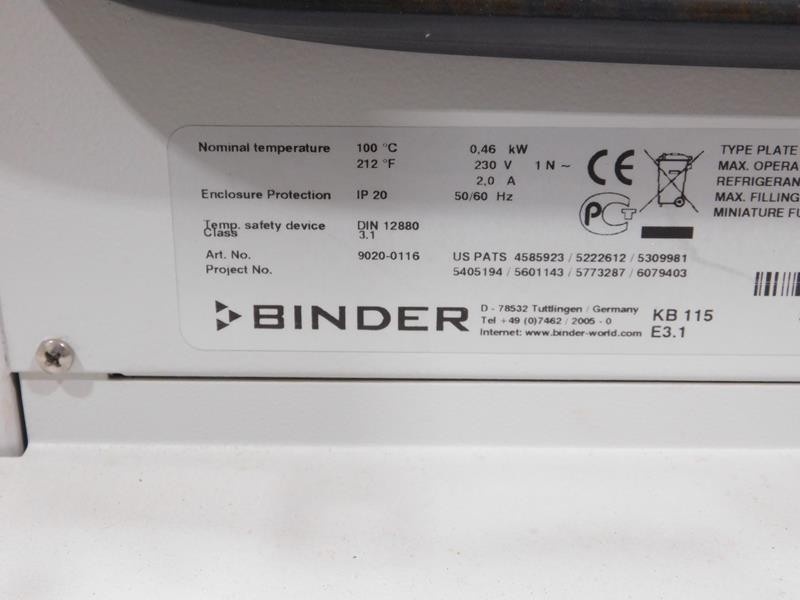 Nominal temperature 100 °C 0,46 kW
212 °F 230 V 1 N ~
2,0 A
Enclosure Protection IP 20 50/60 Hz
Temp. safety device DIN 12880
Class 3.1
Art. No. 9020-0116
Project No.
US PATS 4585923 / 5222612 / 5309981
5405194 / 5601143 / 5773287 / 6079403
CE
PCT
TYPE PLATE
MAX. OPERA
REFRIGERAN
MAX. FILLING
MINIATURE FU
BINDER
D - 78532 Tuttlingen / Germany
Tel + 49 (0)7462 / 2005 - 0
Internet: www.binder-world.com
KB 115
E3.1